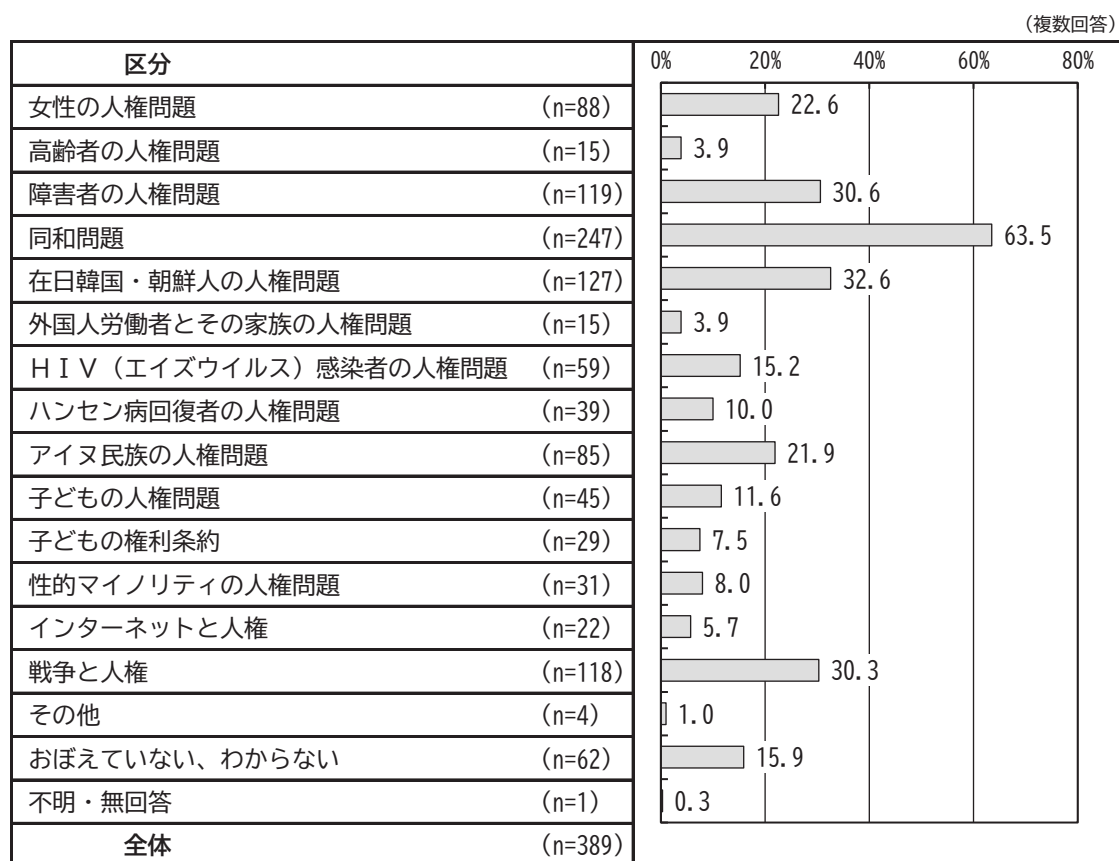 （複数回答）
区分 0% 20% 40% 60% 80%
女性の人権問題 （n=88） 22.6
高齢者の人権問題 （n=15） 3.9
障害者の人権問題 （n=119） 30.6
同和問題 （n=247） 63.5
在日韓国・朝鮮人の人権問題 （n=127） 32.6
外国人労働者とその家族の人権問題 （n=15） 3.9
ＨＩＶ（エイズウイルス）感染者の人権問題 （n=59） 15.2
ハンセン病回復者の人権問題 （n=39） 10.0
アイヌ民族の人権問題 （n=85） 21.9
子どもの人権問題 （n=45） 11.6
子どもの権利条約 （n=29） 7.5
性的マイノリティの人権問題 （n=31） 8.0
インターネットと人権 （n=22） 5.7
戦争と人権 （n=118） 30.3
その他 （n=4） 1.0
おぼえていない、わからない （n=62） 15.9
不明・無回答 （n=1） 0.3
全体 （n=389）